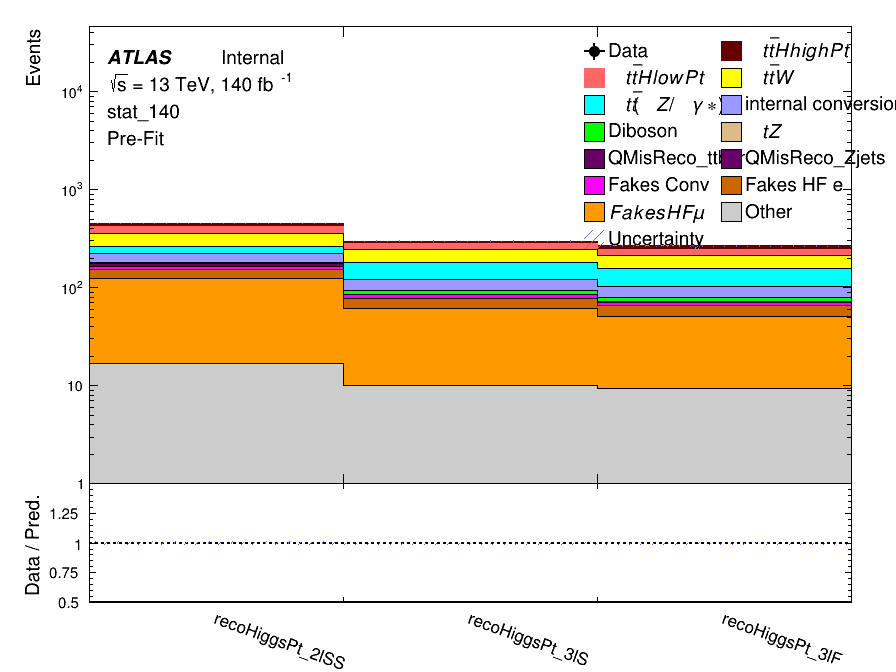 Events
ATLAS Internal
√s = 13 TeV, 140 fb⁻¹
stat_140
Pre-Fit
Data
tt̄HhighPt
tt̄HlowPt
tt̄W
tt̄(Z/γ*)
internal conversion
Diboson
tZ
QMisReco_ttbar
QMisReco_Zjets
Fakes Conv
Fakes HF e
FakesHFμ
Other
Uncertainty
10⁴
10³
10²
10
1
Data / Pred.
1.25
1
0.75
0.5
recoHiggsPt_2lSS
recoHiggsPt_3lS
recoHiggsPt_3lF